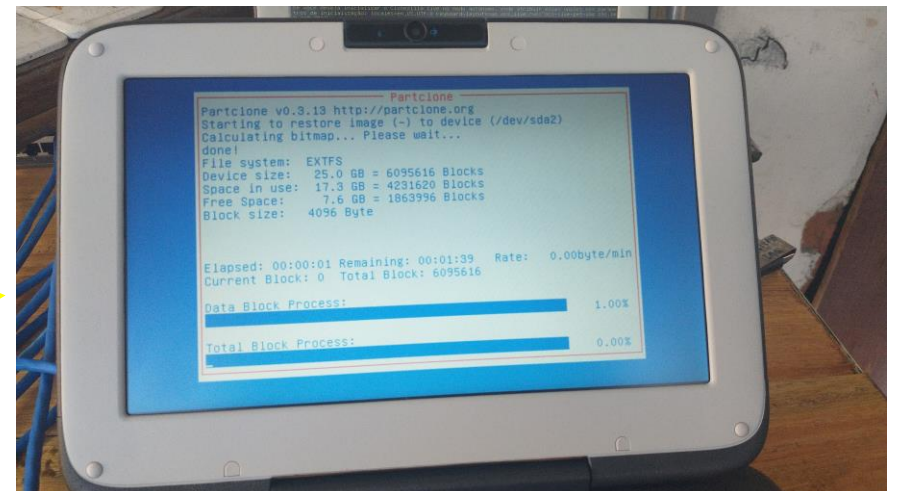 Partclone
Partclone v0.3.13 http://partclone.org
Starting to restore image (-) to device (/dev/sda2)
Calculating bitmap... Please wait...
done!
File system: EXTFS
Device size: 25.0 GB = 6095616 Blocks
Space in use: 17.3 GB = 4231620 Blocks
Free Space: 7.6 GB = 1863996 Blocks
Block size: 4096 Byte
Elapsed: 00:00:01 Remaining: 00:01:39 Rate: 0.00byte/min
Current Block: 0 Total Block: 6095616
Data Block Process:
1.00%
Total Block Process:
0.00%